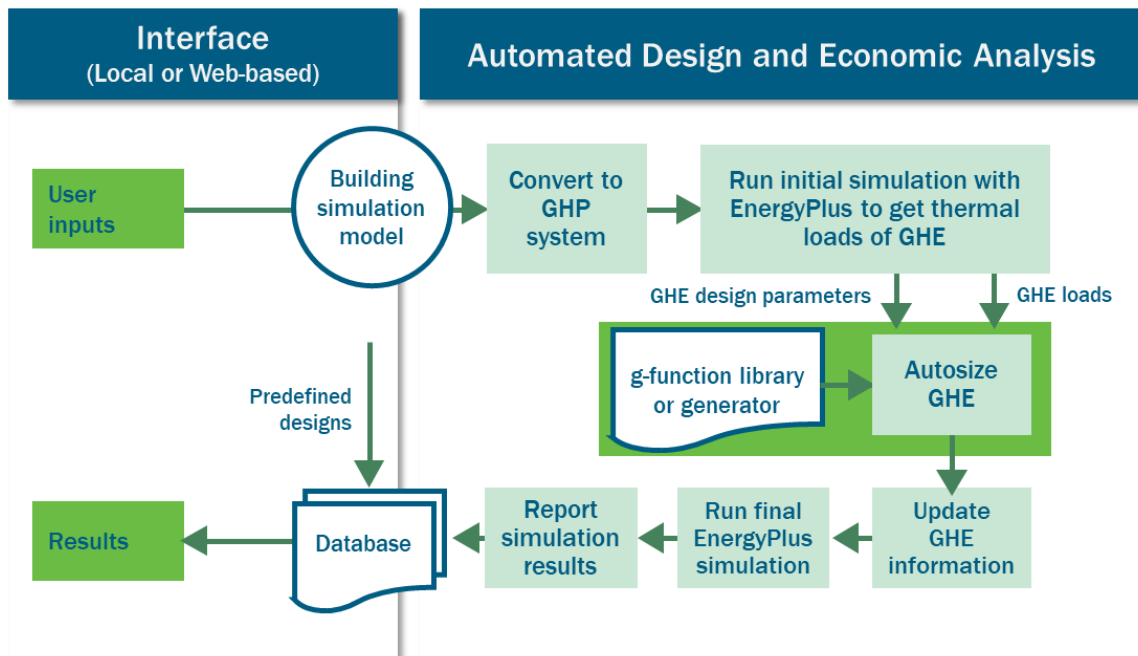 Interface
(Local or Web-based)
Automated Design and Economic Analysis
User
inputs
Building
simulation
model
Convert to
GHP
system
Run initial simulation with
EnergyPlus to get thermal
loads of GHE
GHE design parameters
GHE loads
g-function library
or generator
Autosize
GHE
Predefined
designs
Results
Database
Report
simulation
results
Run final
EnergyPlus
simulation
Update
GHE
information